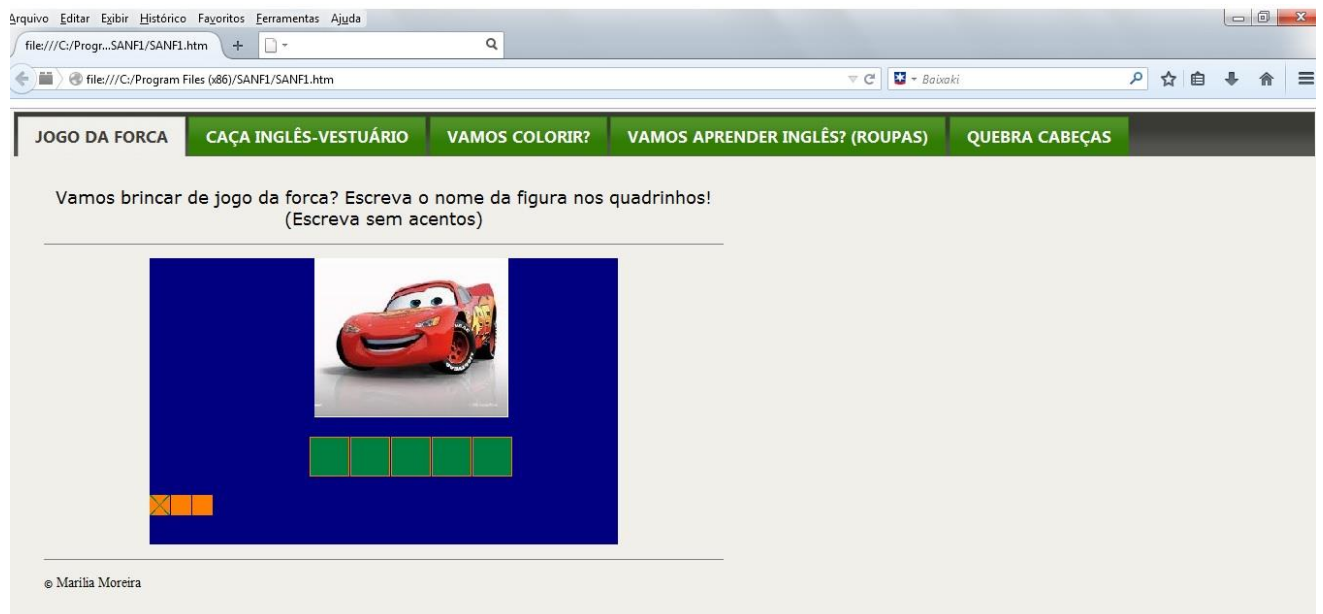 Arquivo Editar Exibir Histórico Favoritos Ferramentas Ajuda
file:///C:/Progr...SANF1/SANF1.htm
file:///C:/Program Files (x86)/SANF1/SANF1.htm Baixaki
JOGO DA FORCA CAÇA INGLÊS-VESTUÁRIO VAMOS COLORIR? VAMOS APRENDER INGLÊS? (ROUPAS) QUEBRA CABEÇAS
Vamos brincar de jogo da forca? Escreva o nome da figura nos quadrinhos!
(Escreva sem acentos)
© Marilia Moreira